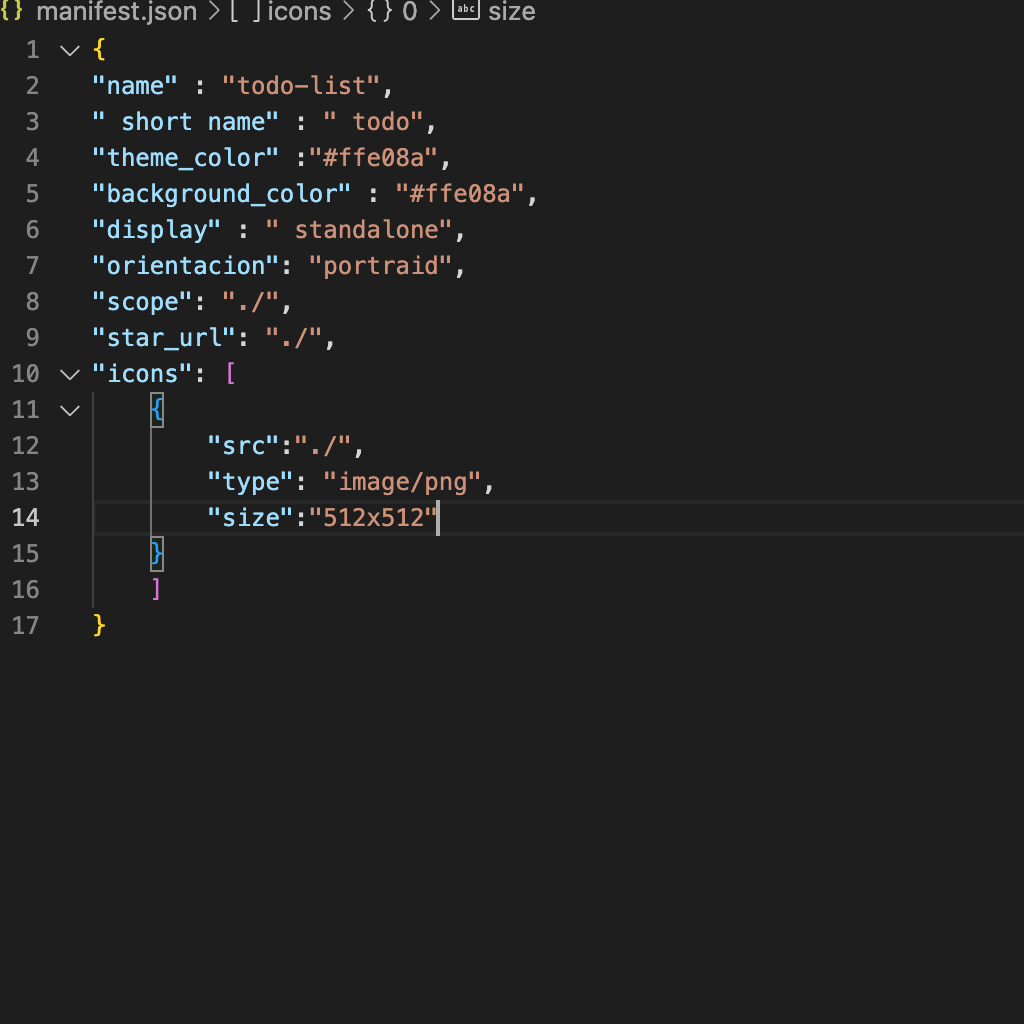 {} manifest.json > [ ] icons > {} 0 > abc size
1 {
2 "name" : "todo-list",
3 " short name" : " todo",
4 "theme_color" :"#ffe08a",
5 "background_color" : "#ffe08a",
6 "display" : " standalone",
7 "orientacion": "portraid",
8 "scope": "./",
9 "star_url": "./",
10 "icons": [
11 {
12 "src":"./",
13 "type": "image/png",
14 "size":"512x512"
15 }
16 ]
17 }